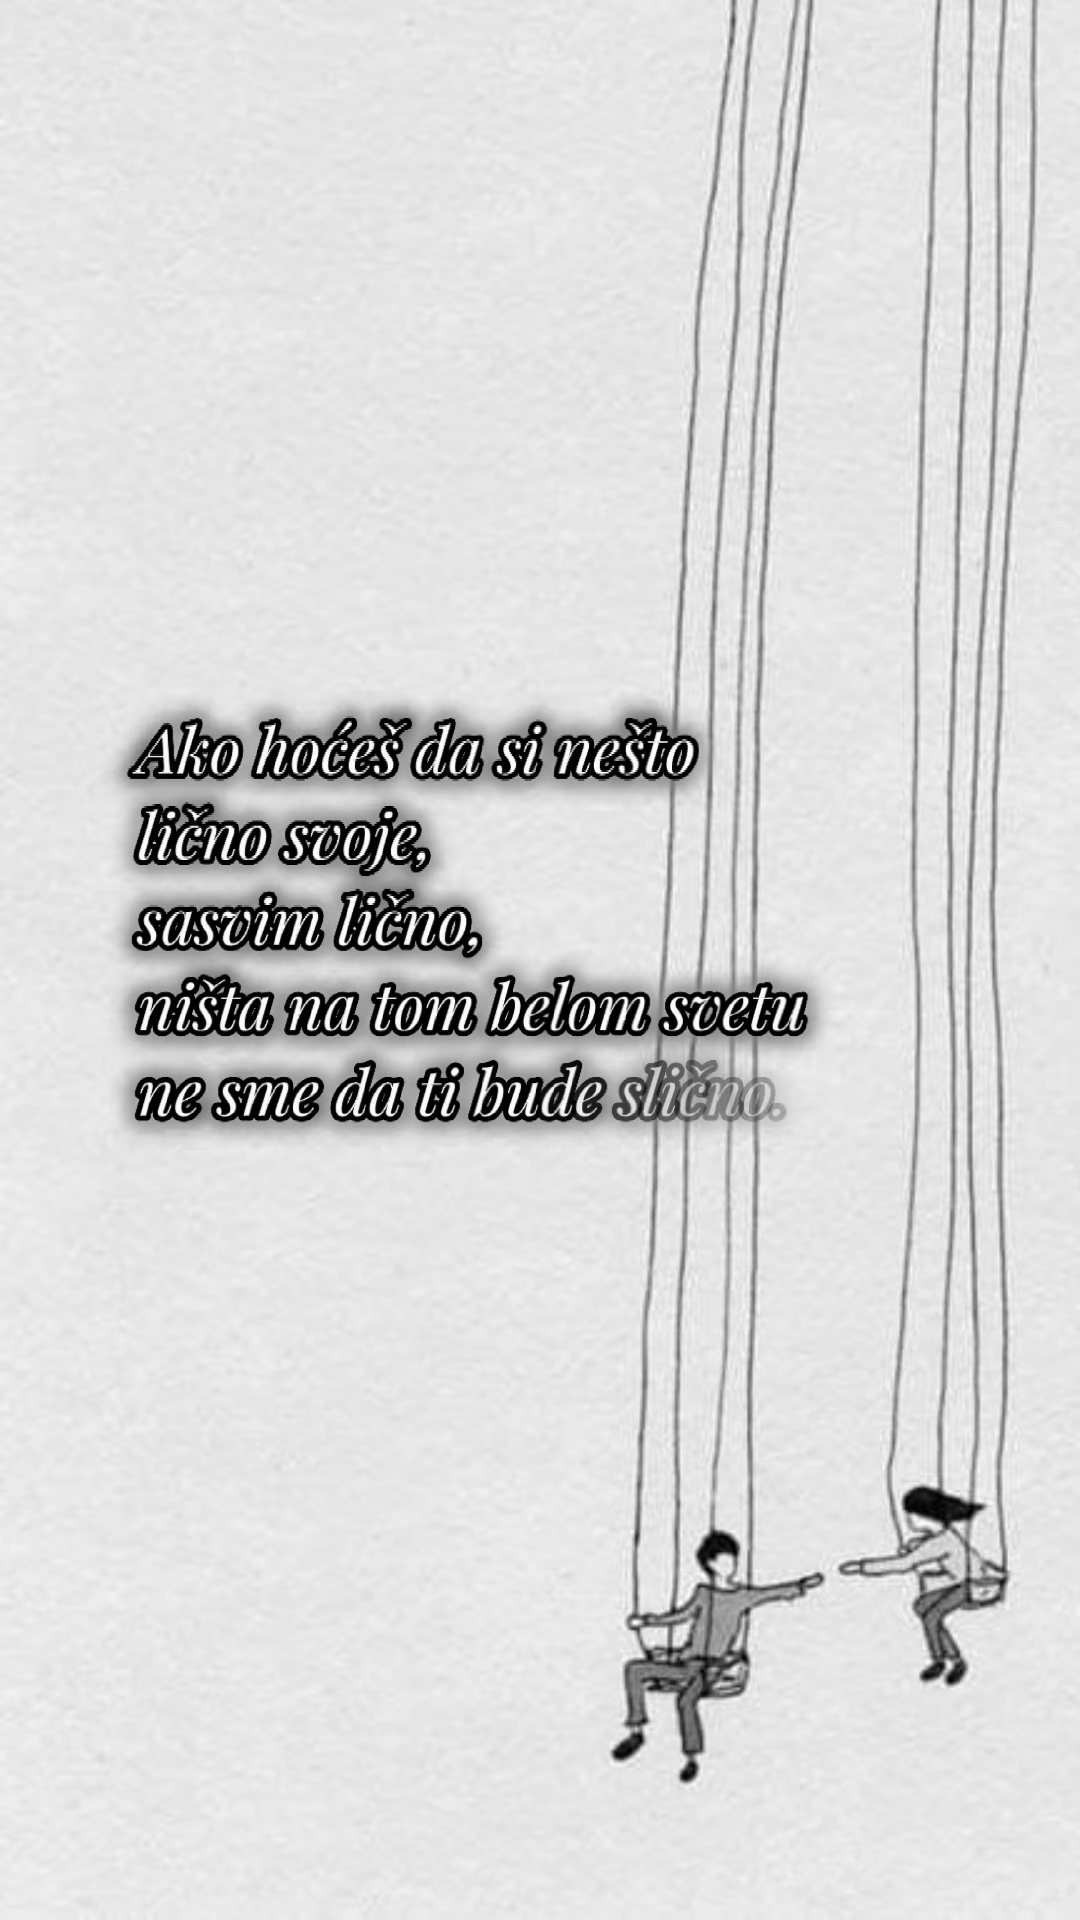 Ako hoćeš da si nešto
lično svoje,
sasvim lično,
ništa na tom belom svetu
ne sme da ti bude slično.